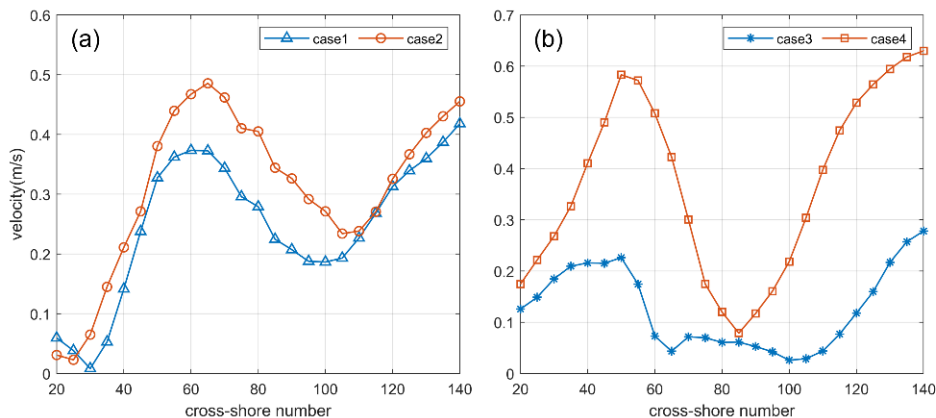 (a)
case1
case2
velocity(m/s)
0.6
0.5
0.4
0.3
0.2
0.1
0
20 40 60 80 100 120 140
cross-shore number
(b)
case3
case4
0.7
0.6
0.5
0.4
0.3
0.2
0.1
0
20 40 60 80 100 120 140
cross-shore number